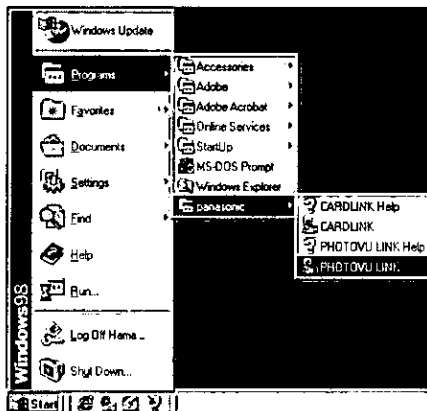 Windows Update
Programs
Favorites
Documents
Settings
Find
Help
Run...
Log Off Hama...
Shut Down...
Windows98
Start
Accessories
Adobe
Adobe Acrobat
Online Services
StartUp
MS-DOS Prompt
Windows Explorer
panasonic
CARDLINK Help
CARDLINK
PHOTOVU LINK Help
PHOTOVU LINK